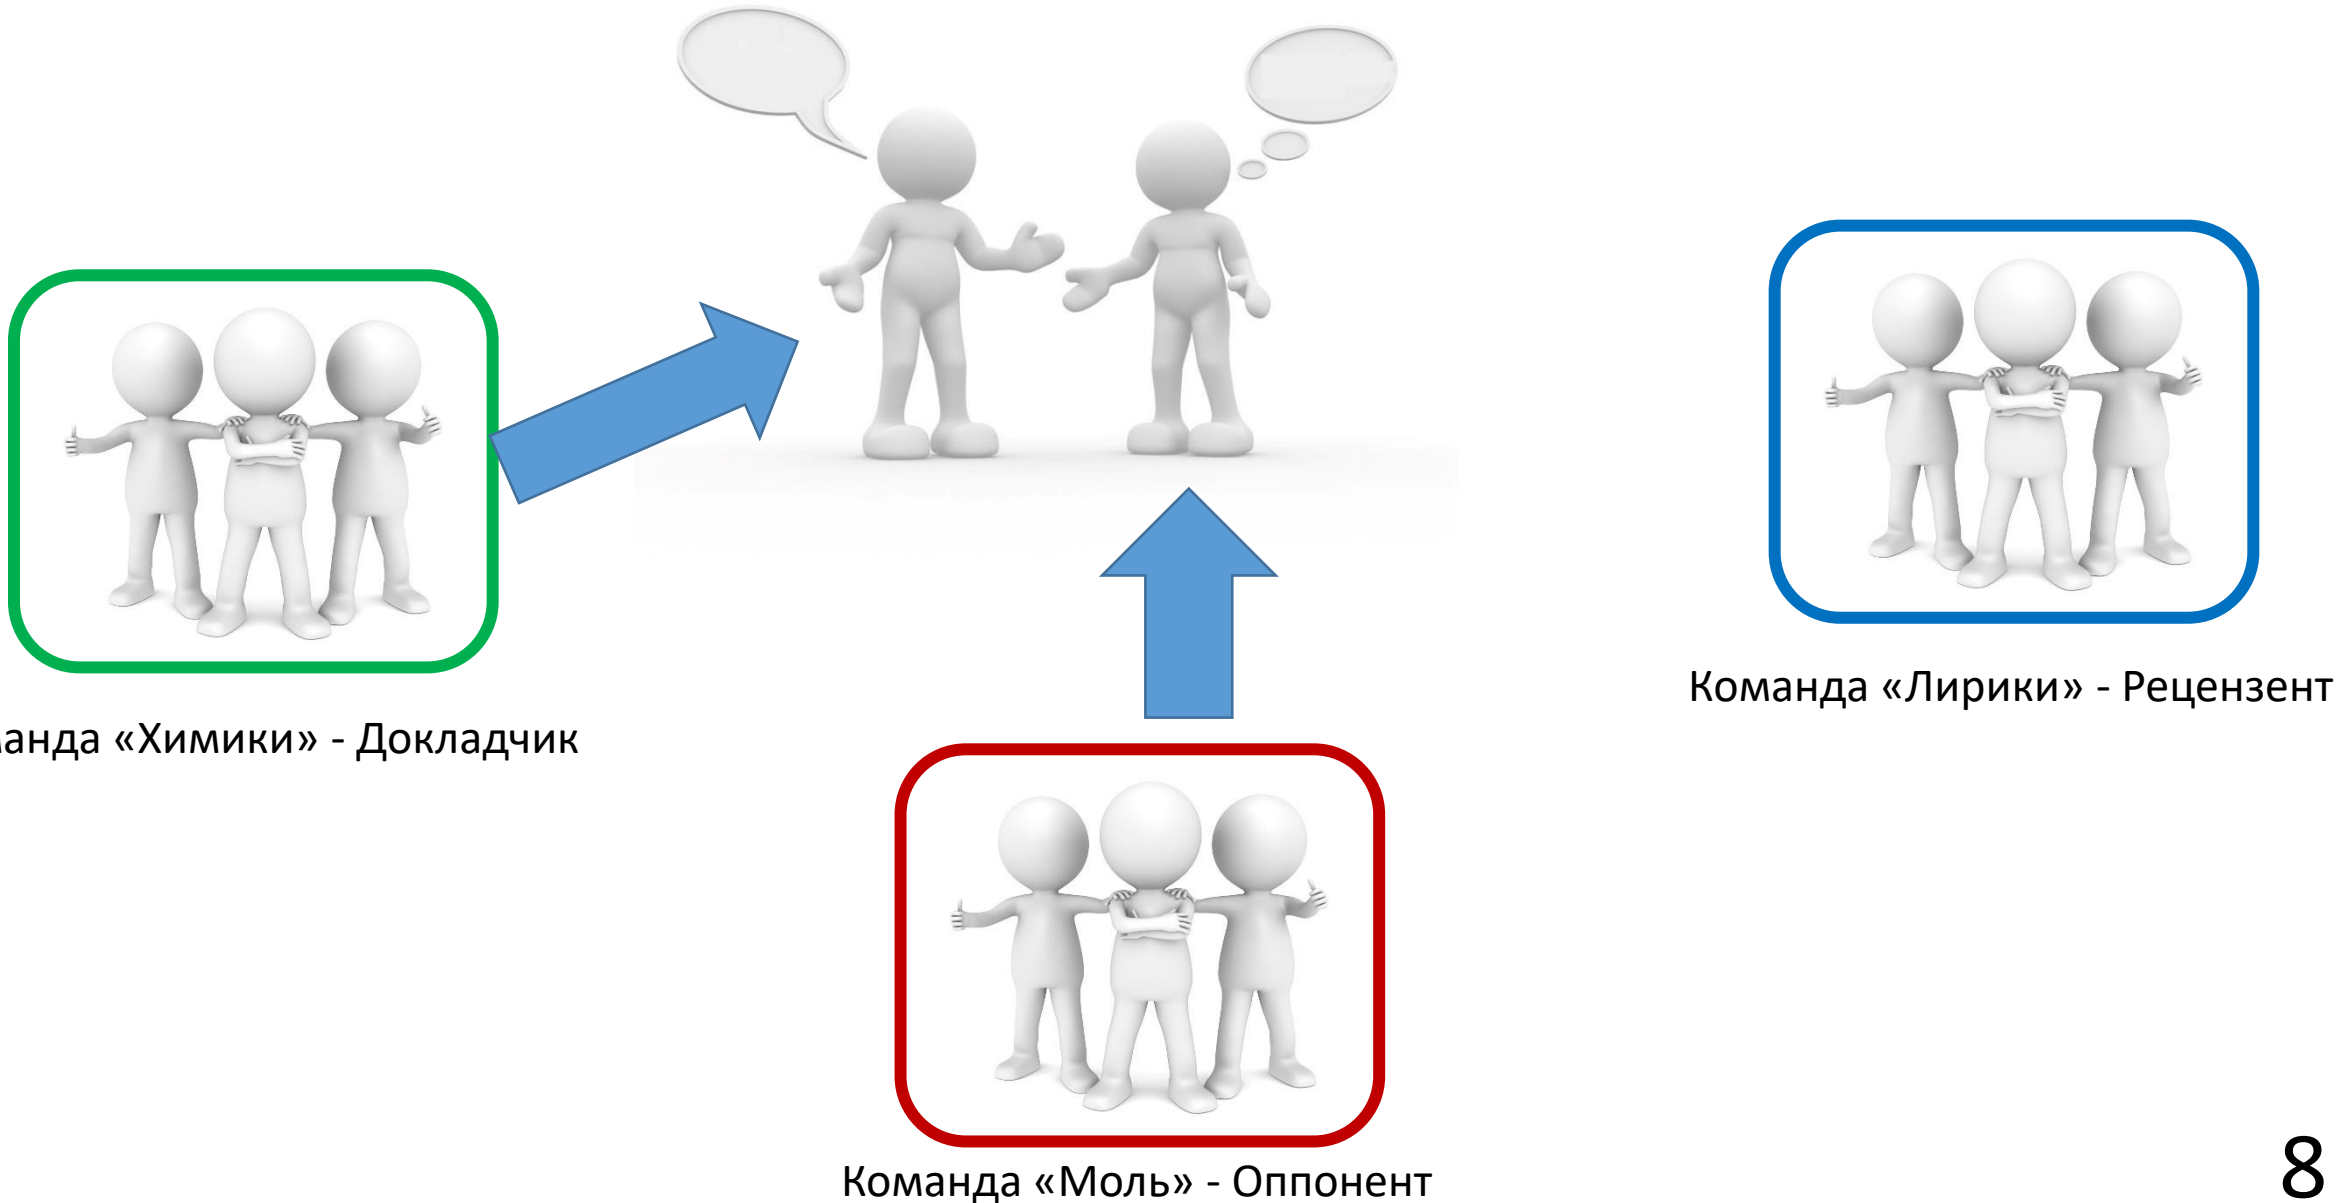 Команда «Лирики» - Рецензент
анда «Химики» - Докладчик
Команда «Моль» - Оппонент
8